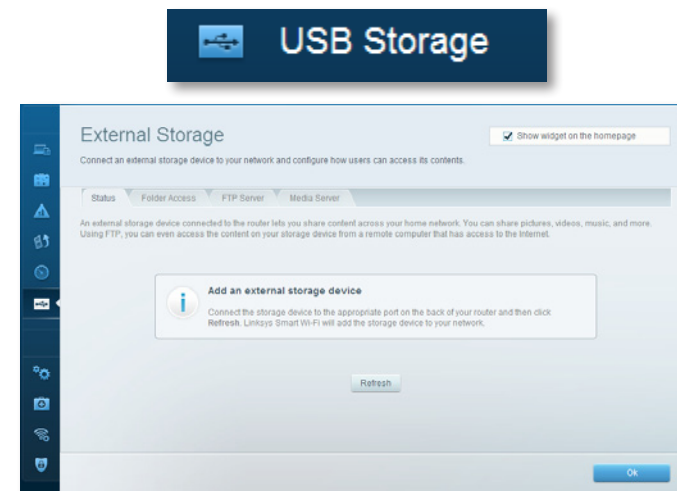 USB Storage
External Storage
Show widget on the homepage
Connect an external storage device to your network and configure how users can access its contents.
Status
Folder Access
FTP Server
Media Server
An external storage device connected to the router lets you share content across your home network. You can share pictures, videos, music, and more.
Using FTP, you can even access the content on your storage device from a remote computer that has access to the Internet.
Add an external storage device
Connect the storage device to the appropriate port on the back of your router and then click
Refresh. Linksys Smart Wi-Fi will add the storage device to your network.
Refresh
Ok